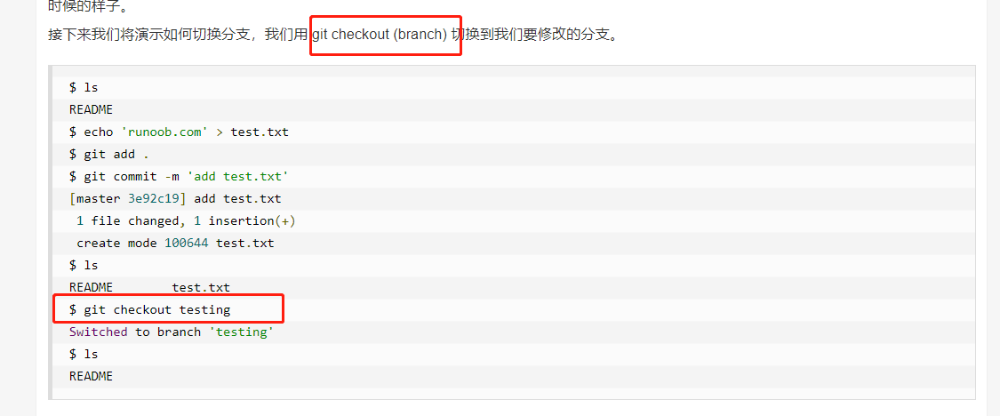 时候的样子。
接下来我们将演示如何切换分支，我们用 git checkout (branch) 切换到我们要修改的分支。
$ ls
README
$ echo 'runoob.com' > test.txt
$ git add .
$ git commit -m 'add test.txt'
[master 3e92c19] add test.txt
 1 file changed, 1 insertion(+)
 create mode 100644 test.txt
$ ls
README        test.txt
$ git checkout testing
Switched to branch 'testing'
$ ls
README